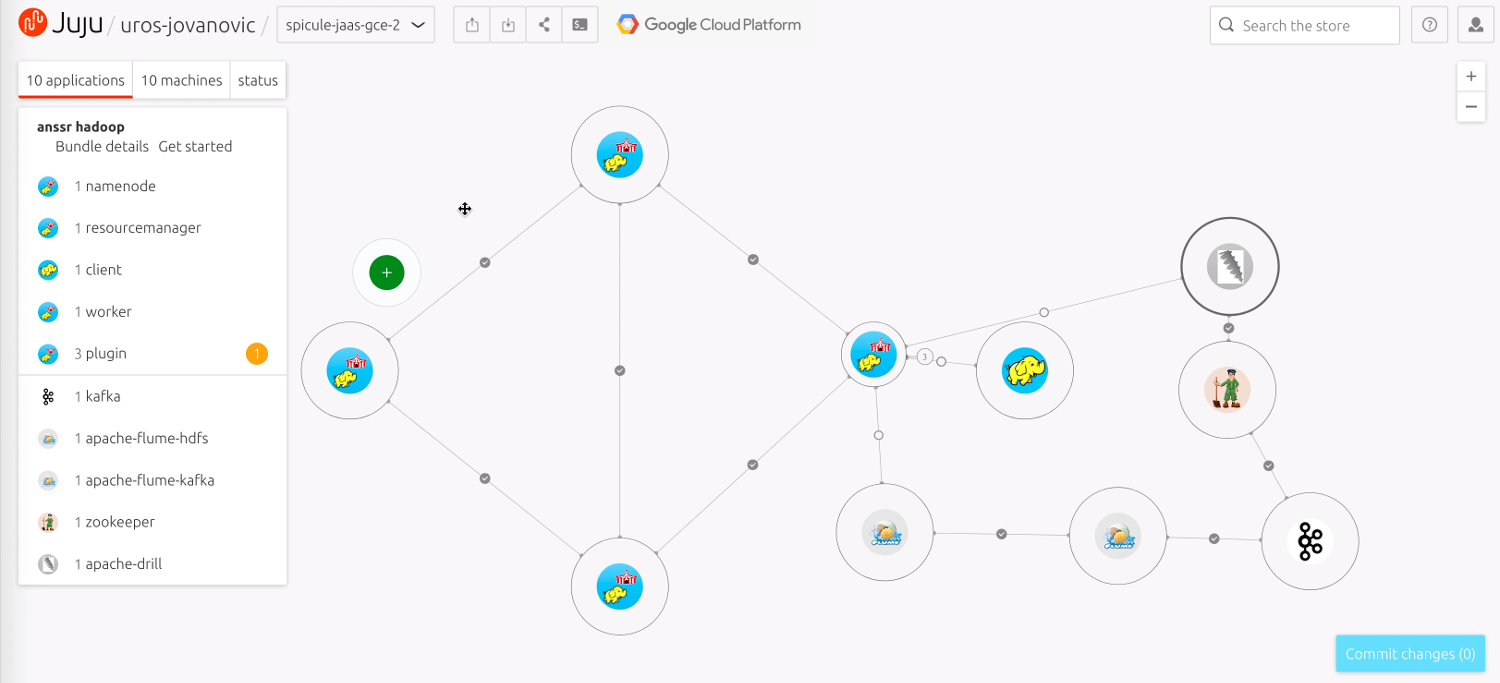 JUJU / uros-jovanovic / spicule-jaas-gce-2 Google Cloud Platform Search the store ?
10 applications 10 machines status
+
−
anssr hadoop
Bundle details Get started
1 namenode
1 resourcemanager
1 client
1 worker
3 plugin 1
1 kafka
1 apache-flume-hdfs
1 apache-flume-kafka
1 zookeeper
1 apache-drill
+
3
Commit changes (0)